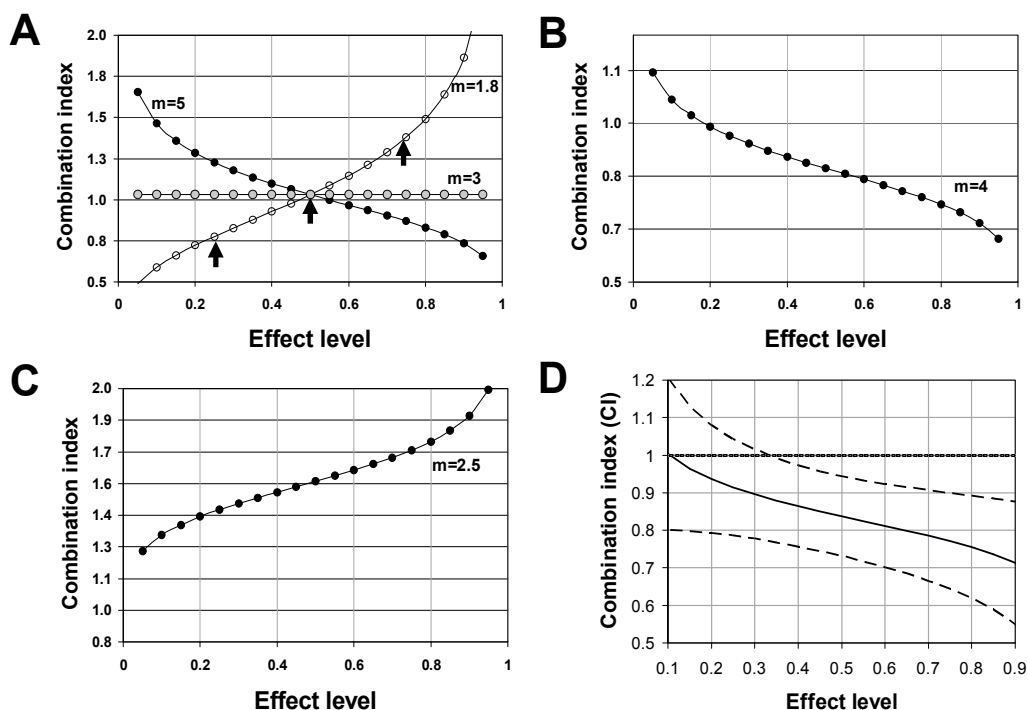 A
Combination index
2.0
1.8
1.5
1.3
1.0
0.8
0.5
m=5
m=1.8
m=3
0 0.2 0.4 0.6 0.8 1
Effect level
B
Combination index
1.1
1.0
0.8
0.7
0.5
m=4
0 0.2 0.4 0.6 0.8 1
Effect level
C
Combination index
2.0
1.9
1.7
1.6
1.4
1.3
1.1
1.0
0.8
m=2.5
0 0.2 0.4 0.6 0.8 1
Effect level
D
Combination index (CI)
1.2
1.1
1
0.9
0.8
0.7
0.6
0.5
0.1 0.2 0.3 0.4 0.5 0.6 0.7 0.8 0.9
Effect level